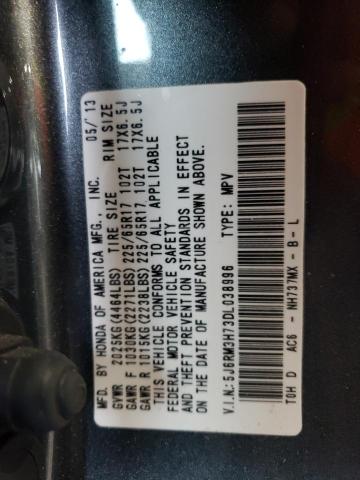 MFD. BY HONDA OF AMERICA MFG., INC. 05/13
GVWR 2025KG(4464LBS) TIRE SIZE RIM SIZE
GAWR F 1030KG(2271LBS) 225/65R17 102T 17X6.5J
GAWR R 1015KG(2238LBS) 225/65R17 102T 17X6.5J
THIS VEHICLE CONFORMS TO ALL APPLICABLE
FEDERAL MOTOR VEHICLE SAFETY
AND THEFT PREVENTION STANDARDS IN EFFECT
ON THE DATE OF MANUFACTURE SHOWN ABOVE.
V.I.N.:5J6RM3H73DL038996 TYPE: MPV
T0H D AC6 - NH737MX - B - L